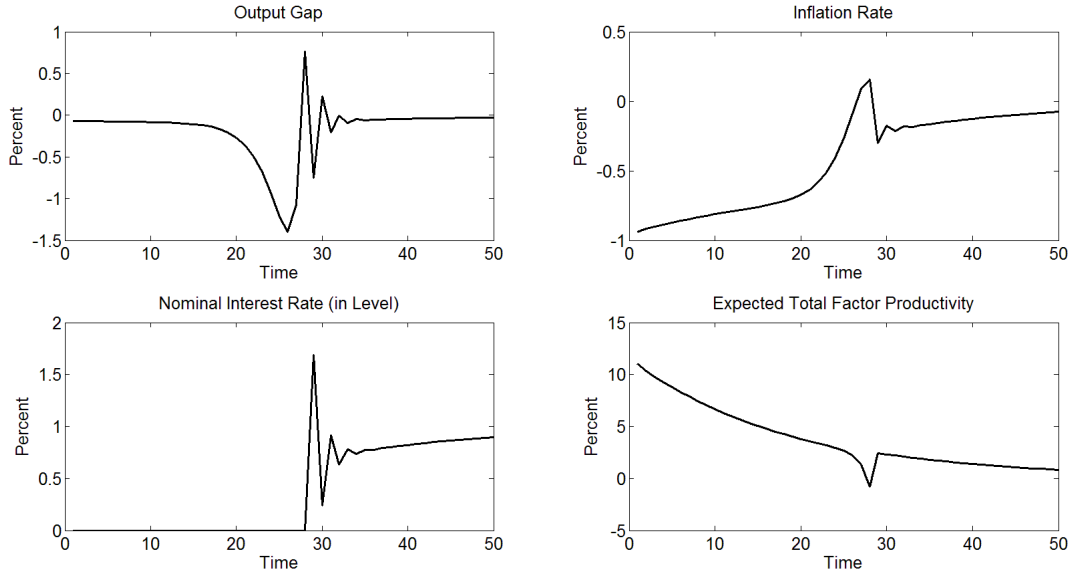 Output Gap
Percent
1
0.5
0
-0.5
-1
-1.5
0 10 20 30 40 50
Time
Inflation Rate
Percent
0.5
0
-0.5
-1
0 10 20 30 40 50
Time
Nominal Interest Rate (in Level)
Percent
2
1.5
1
0.5
0
0 10 20 30 40 50
Time
Expected Total Factor Productivity
Percent
15
10
5
0
-5
0 10 20 30 40 50
Time